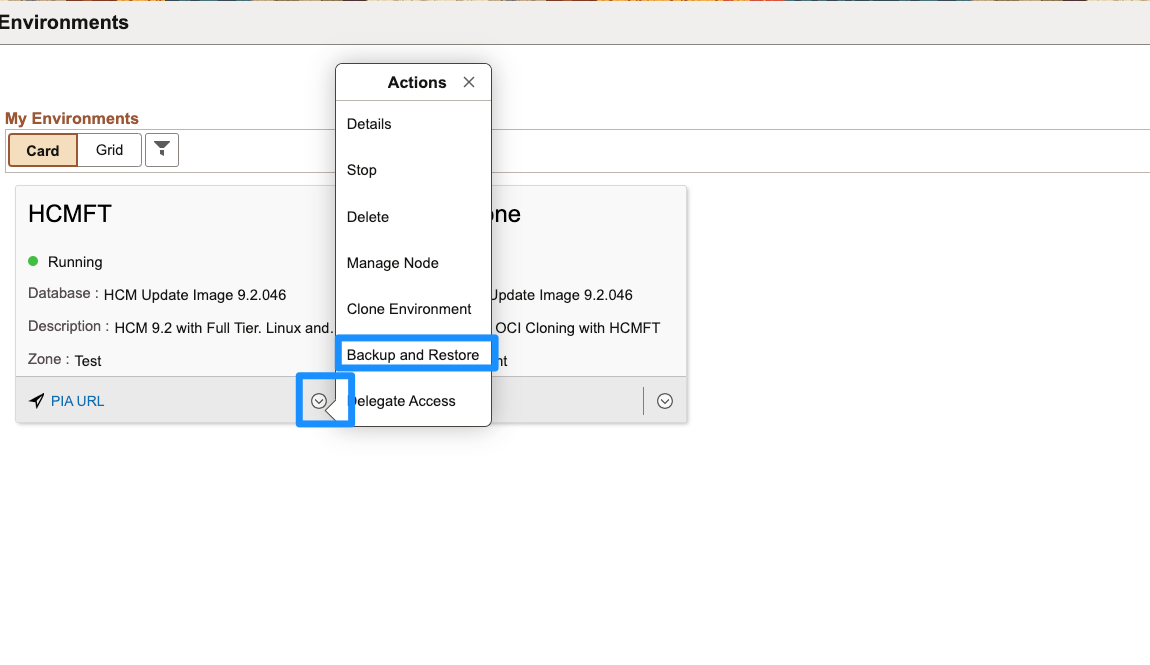 Environments
Actions
My Environments
Card Grid
Details
Stop
Delete
Manage Node
Clone Environment
Backup and Restore
Delegate Access
HCMFT
Running
Database : HCM Update Image 9.2.046
Description : HCM 9.2 with Full Tier. Linux and.
Zone : Test
PIA URL
one
Update Image 9.2.046
OCI Cloning with HCMFT
nt